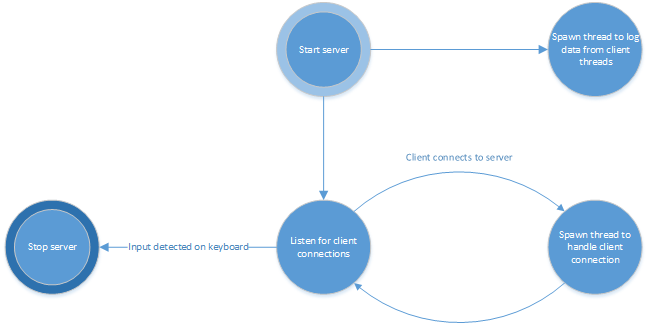 Start server
Spawn thread to log
data from client
threads
Client connects to server
Stop server
Input detected on keyboard
Listen for client
connections
Spawn thread to
handle client
connection